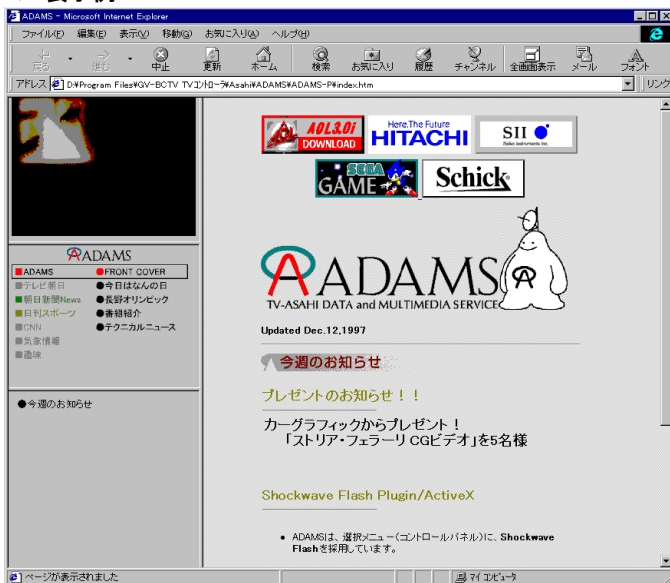 ADAMS - Microsoft Internet Explorer
ファイル(F) 編集(E) 表示(V) 移動(G) お気に入り(A) ヘルプ(H)
戻る 進む 中止 更新 ホーム 検索 お気に入り 履歴 チャンネル 全画面表示 メール フォント
アドレス D:¥Program Files¥GV-BCTV TVｺﾝﾄﾛｰﾗ¥Asahi¥ADAMS¥ADAMS-P¥index.htm リンク
AOL3.0i
DOWNLOAD
Here,The Future
HITACHI
SII
Seiko Instruments Inc.
SEGA
GAME
Schick
ADAMS
TV-ASAHI DATA and MULTIMEDIA SERVICE
Updated Dec.12,1997
今週のお知らせ
プレゼントのお知らせ！！
カーグラフィックからプレゼント！
「ストリア・フェラーリ CGビデオ」を5名様
Shockwave Flash Plugin/ActiveX
• ADAMSは、選択メニュー(コントロールパネル)に、Shockwave
Flashを採用しています。
ADAMS
■ADAMS ●FRONT COVER
■テレビ朝日 ●今日はなんの日
■朝日新聞News ●長野オリンピック
■日刊スポーツ ●番組紹介
■CNN ●テクニカルニュース
■気象情報
■趣味
●今週のお知らせ
ページが表示されました
マイ コンピュータ